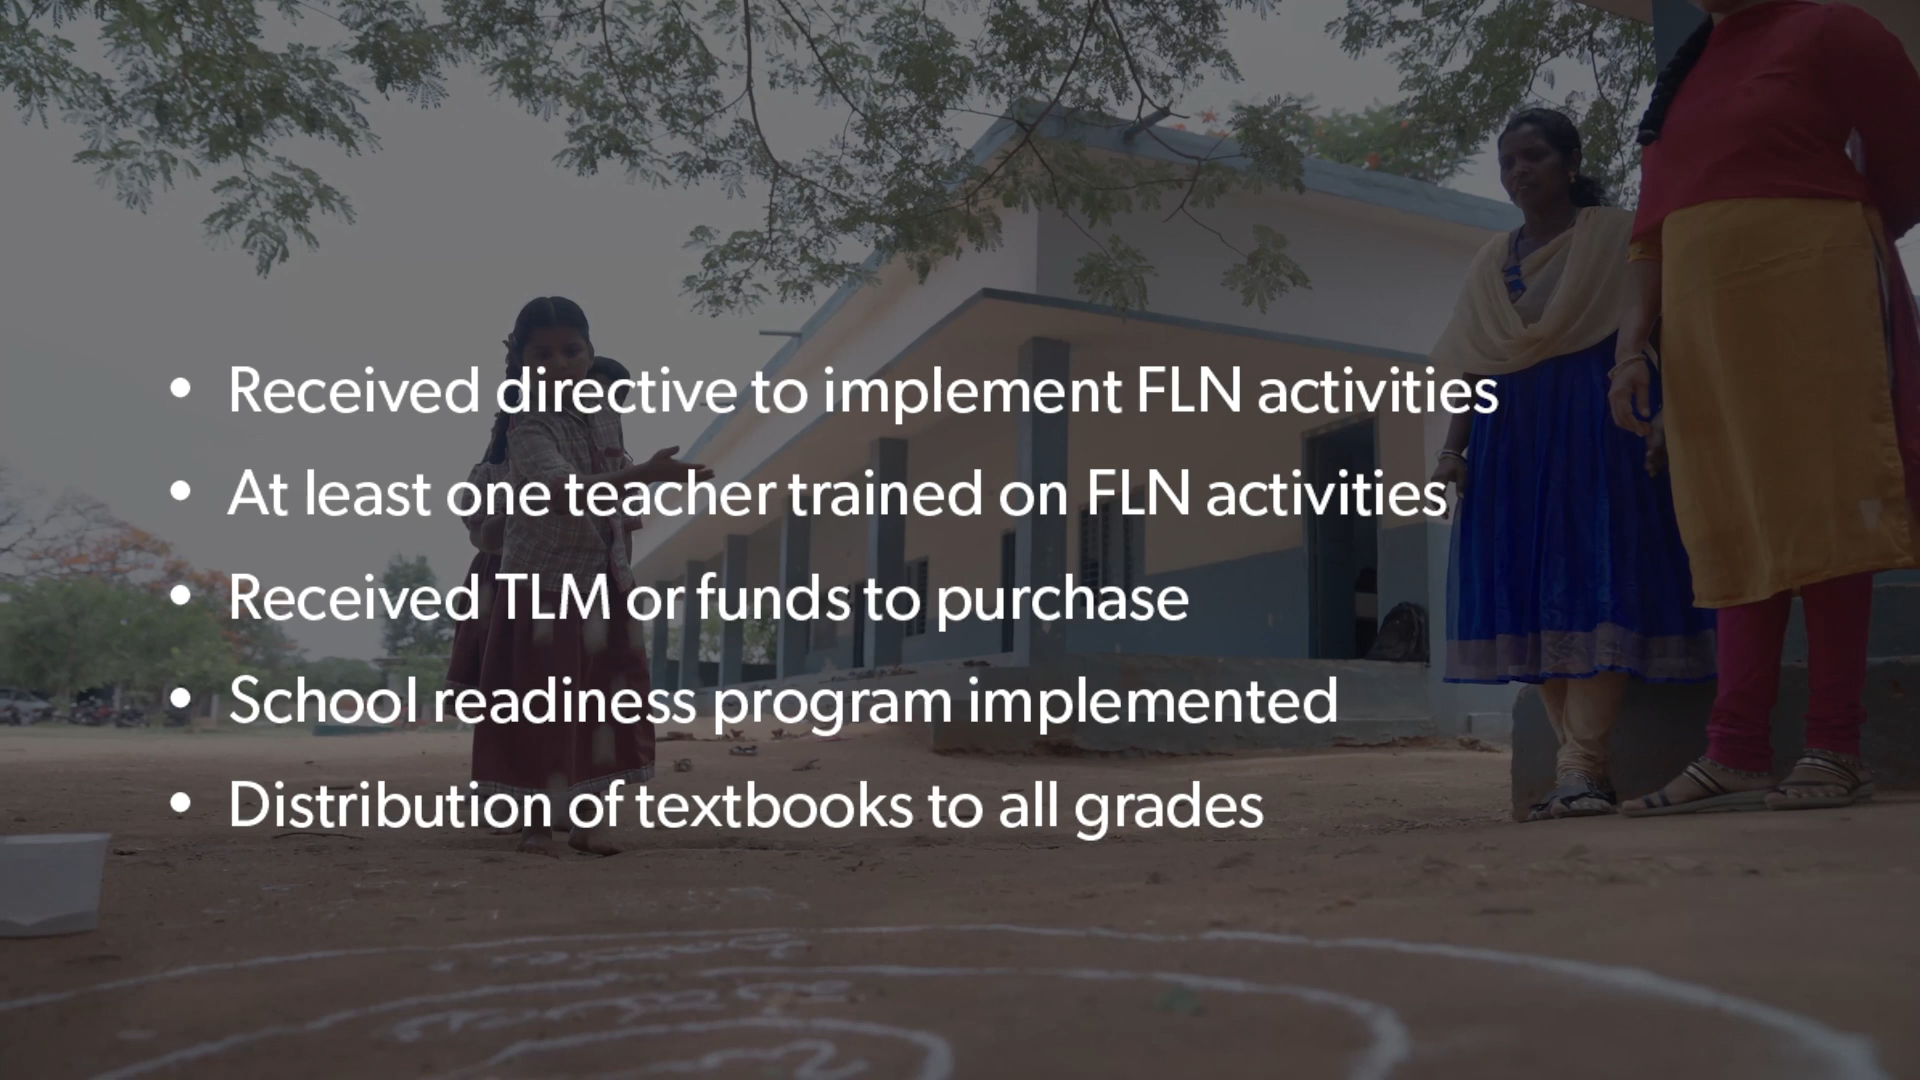 • Received directive to implement FLN activities
• At least one teacher trained on FLN activities
• Received TLM or funds to purchase
• School readiness program implemented
• Distribution of textbooks to all grades